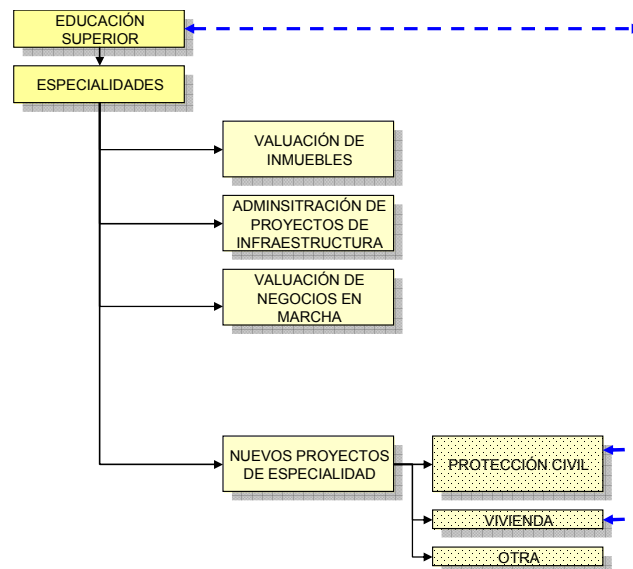 EDUCACIÓN
SUPERIOR
ESPECIALIDADES
VALUACIÓN DE
INMUEBLES
ADMINSITRACIÓN DE
PROYECTOS DE
INFRAESTRUCTURA
VALUACIÓN DE
NEGOCIOS EN
MARCHA
NUEVOS PROYECTOS
DE ESPECIALIDAD
PROTECCIÓN CIVIL
VIVIENDA
OTRA